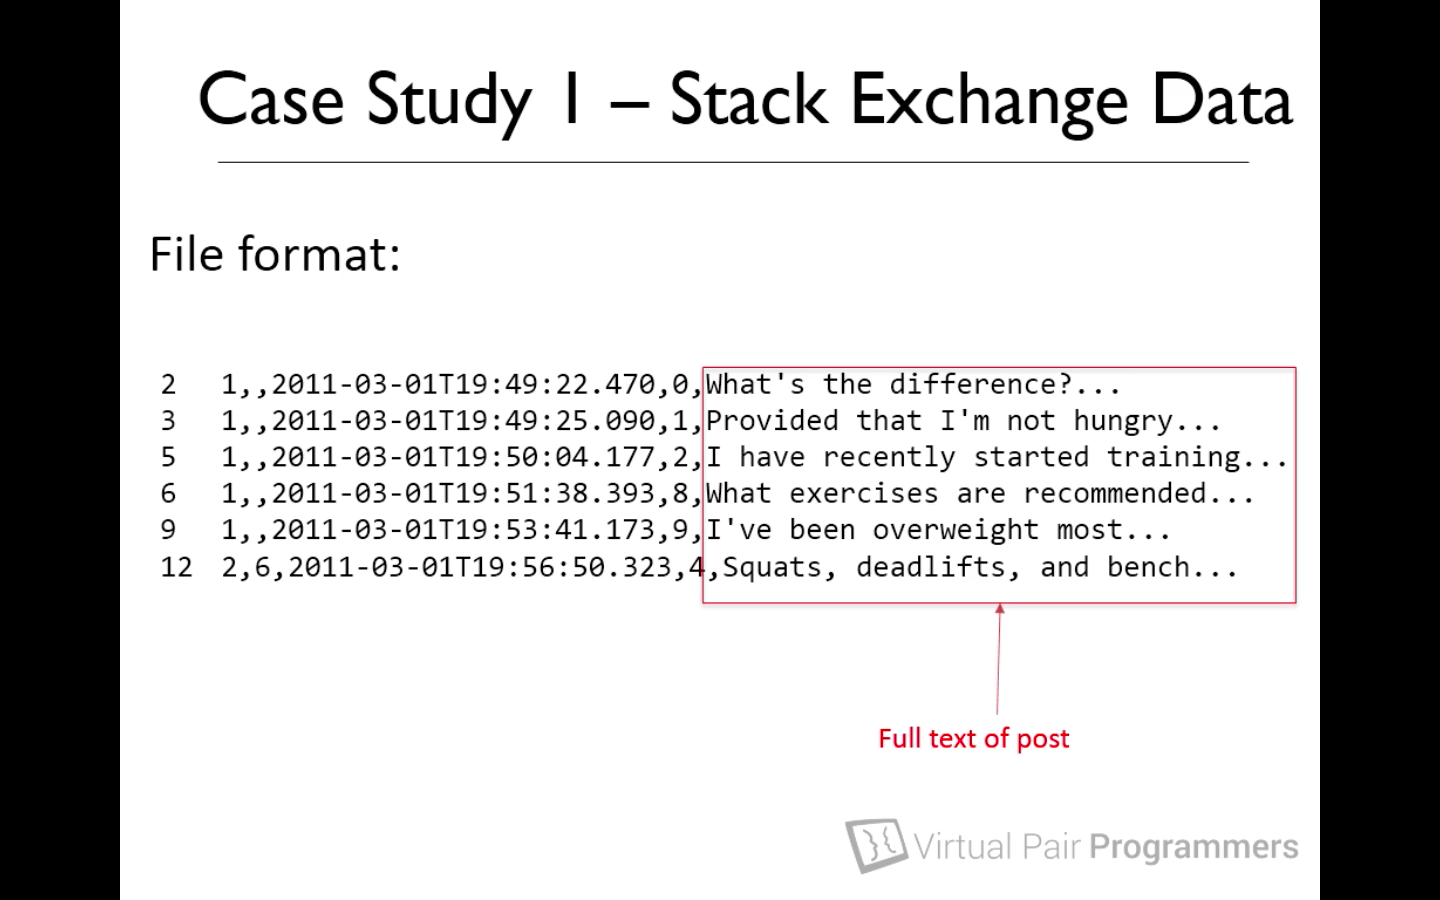 Case Study 1 – Stack Exchange Data
File format:
2 1,,2011-03-01T19:49:22.470,0,What's the difference?...
3 1,,2011-03-01T19:49:25.090,1,Provided that I'm not hungry...
5 1,,2011-03-01T19:50:04.177,2,I have recently started training...
6 1,,2011-03-01T19:51:38.393,8,What exercises are recommended...
9 1,,2011-03-01T19:53:41.173,9,I've been overweight most...
12 2,6,2011-03-01T19:56:50.323,4,Squats, deadlifts, and bench...
Full text of post
Virtual Pair Programmers